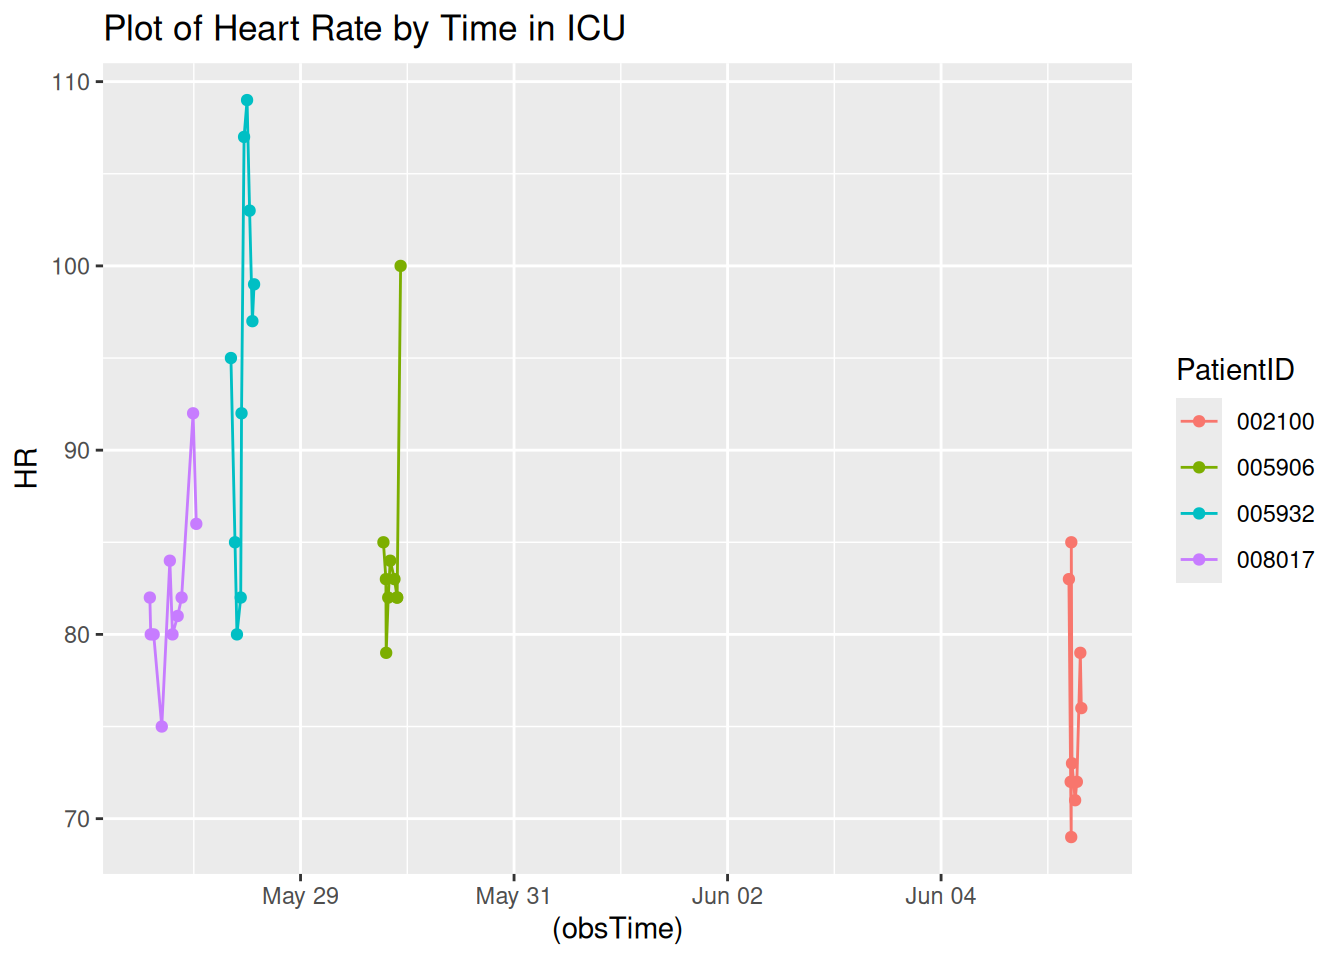 Plot of Heart Rate by Time in ICU
110
100
90
80
70
HR
May 29
May 31
Jun 02
Jun 04
(obsTime)
PatientID
002100
005906
005932
008017